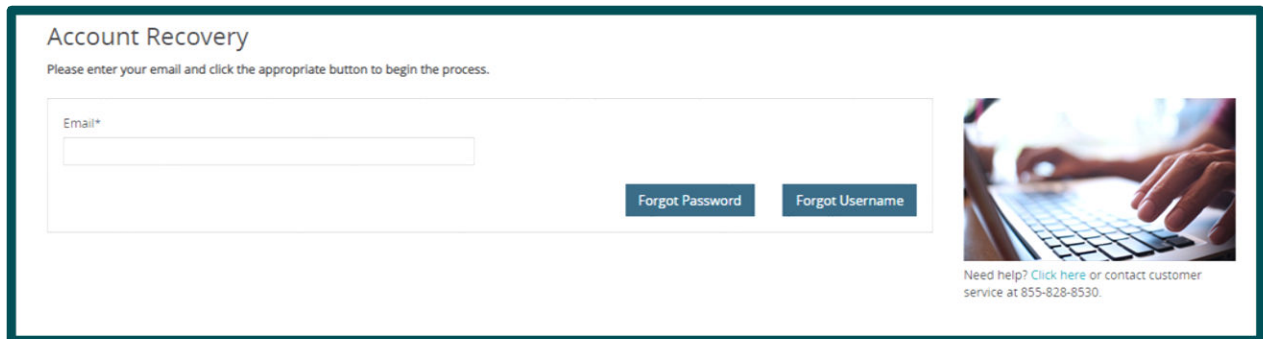 Account Recovery
Please enter your email and click the appropriate button to begin the process.
Email*
Forgot Password
Forgot Username
Need help? Click here or contact customer
service at 855-828-8530.